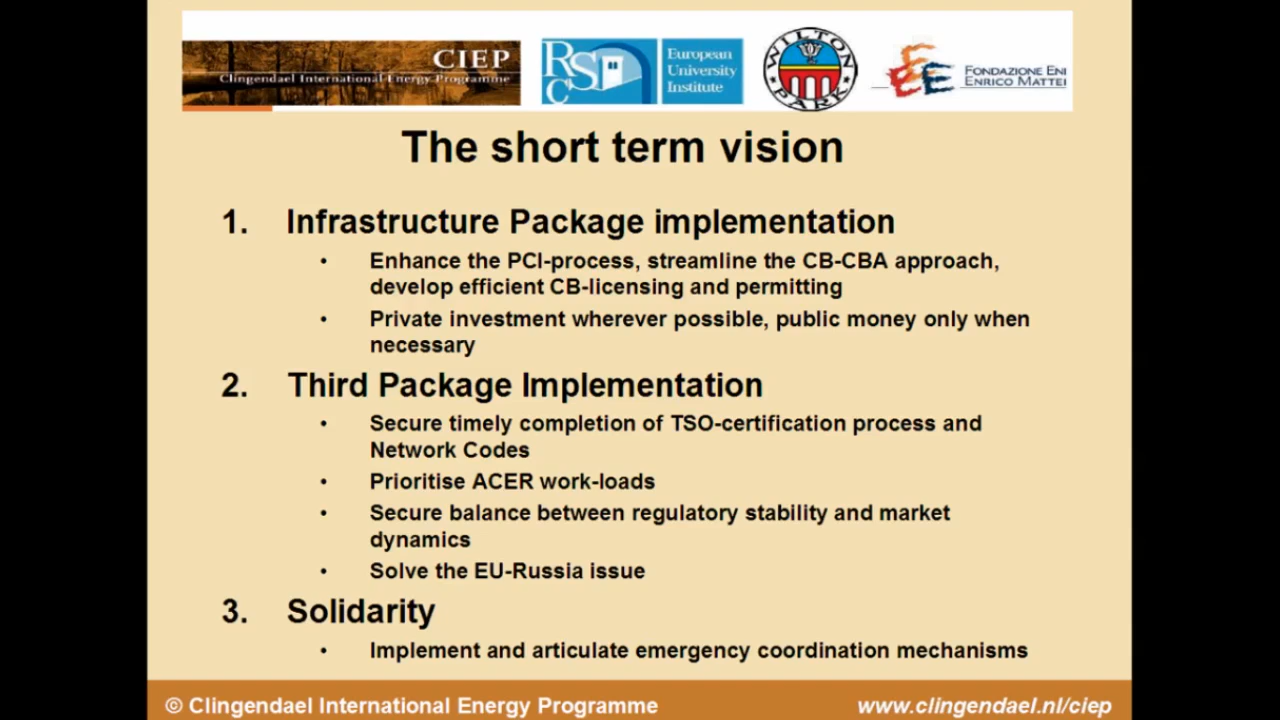 CIEP
Clingendael International Energy Programme
RSC
European
University
Institute
WILTON PARK
FONDAZIONE ENI
ENRICO MATTEI
The short term vision
1. Infrastructure Package implementation
• Enhance the PCI-process, streamline the CB-CBA approach,
develop efficient CB-licensing and permitting
• Private investment wherever possible, public money only when
necessary
2. Third Package Implementation
• Secure timely completion of TSO-certification process and
Network Codes
• Prioritise ACER work-loads
• Secure balance between regulatory stability and market
dynamics
• Solve the EU-Russia issue
3. Solidarity
• Implement and articulate emergency coordination mechanisms
© Clingendael International Energy Programme
www.clingendael.nl/ciep